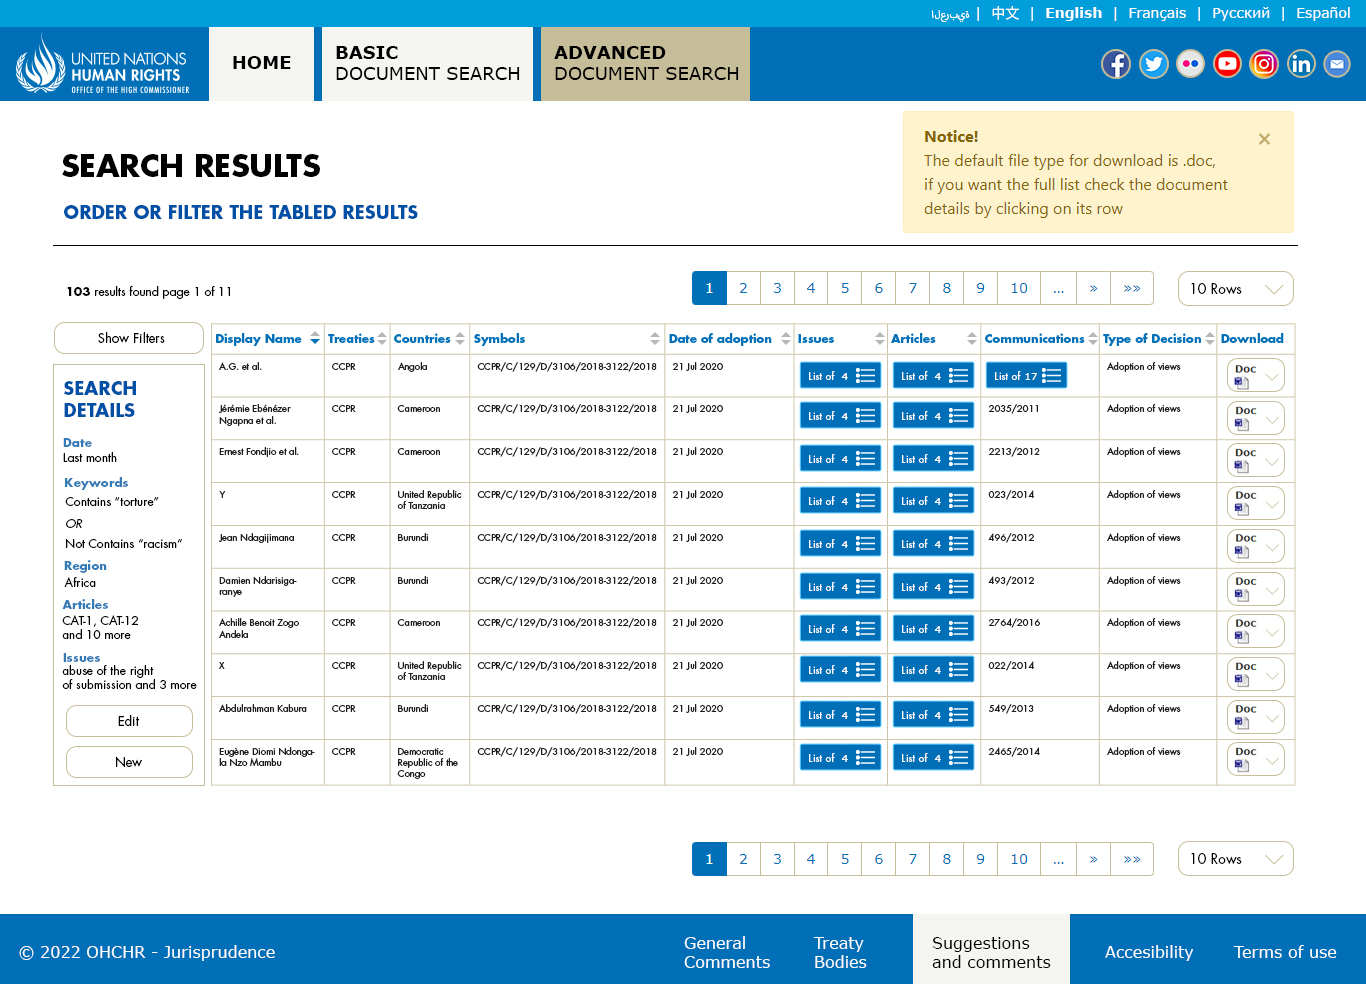 العربية | 中文 | English | Français | Русский | Español
UNITED NATIONS
HUMAN RIGHTS
OFFICE OF THE HIGH COMMISSIONER
HOME
BASIC
DOCUMENT SEARCH
ADVANCED
DOCUMENT SEARCH
SEARCH RESULTS
ORDER OR FILTER THE TABLED RESULTS
Notice! ×
The default file type for download is .doc,
if you want the full list check the document
details by clicking on its row
103 results found page 1 of 11
1 2 3 4 5 6 7 8 9 10 ... » »»
10 Rows
Show Filters
SEARCH
DETAILS
Date
Last month
Keywords
Contains “torture”
OR
Not Contains “racism”
Region
Africa
Articles
CAT-1, CAT-12
and 10 more
Issues
abuse of the right
of submission and 3 more
Edit
New
Display Name Treaties Countries Symbols Date of adoption Issues Articles Communications Type of Decision Download
A.G. et al. CCPR Angola CCPR/C/129/D/3106/2018-3122/2018 21 Jul 2020 List of 4 List of 4 List of 17 Adoption of views Doc
Jérémie Ebénézer
Ngapna et al. CCPR Cameroon CCPR/C/129/D/3106/2018-3122/2018 21 Jul 2020 List of 4 List of 4 2035/2011 Adoption of views Doc
Ernest Fondjio et al. CCPR Cameroon CCPR/C/129/D/3106/2018-3122/2018 21 Jul 2020 List of 4 List of 4 2213/2012 Adoption of views Doc
Y CCPR United Republic
of Tanzania CCPR/C/129/D/3106/2018-3122/2018 21 Jul 2020 List of 4 List of 4 023/2014 Adoption of views Doc
Jean Ndagijimana CCPR Burundi CCPR/C/129/D/3106/2018-3122/2018 21 Jul 2020 List of 4 List of 4 496/2012 Adoption of views Doc
Damien Ndarisiga-
ranye CCPR Burundi CCPR/C/129/D/3106/2018-3122/2018 21 Jul 2020 List of 4 List of 4 493/2012 Adoption of views Doc
Achille Benoit Zogo
Andela CCPR Cameroon CCPR/C/129/D/3106/2018-3122/2018 21 Jul 2020 List of 4 List of 4 2764/2016 Adoption of views Doc
X CCPR United Republic
of Tanzania CCPR/C/129/D/3106/2018-3122/2018 21 Jul 2020 List of 4 List of 4 022/2014 Adoption of views Doc
Abdulrahman Kabura CCPR Burundi CCPR/C/129/D/3106/2018-3122/2018 21 Jul 2020 List of 4 List of 4 549/2013 Adoption of views Doc
Eugène Diomi Ndonga-
la Nzo Mambu CCPR Democratic
Republic of the
Congo CCPR/C/129/D/3106/2018-3122/2018 21 Jul 2020 List of 4 List of 4 2465/2014 Adoption of views Doc
1 2 3 4 5 6 7 8 9 10 ... » »»
10 Rows
© 2022 OHCHR - Jurisprudence
General
Comments
Treaty
Bodies
Suggestions
and comments
Accesibility
Terms of use